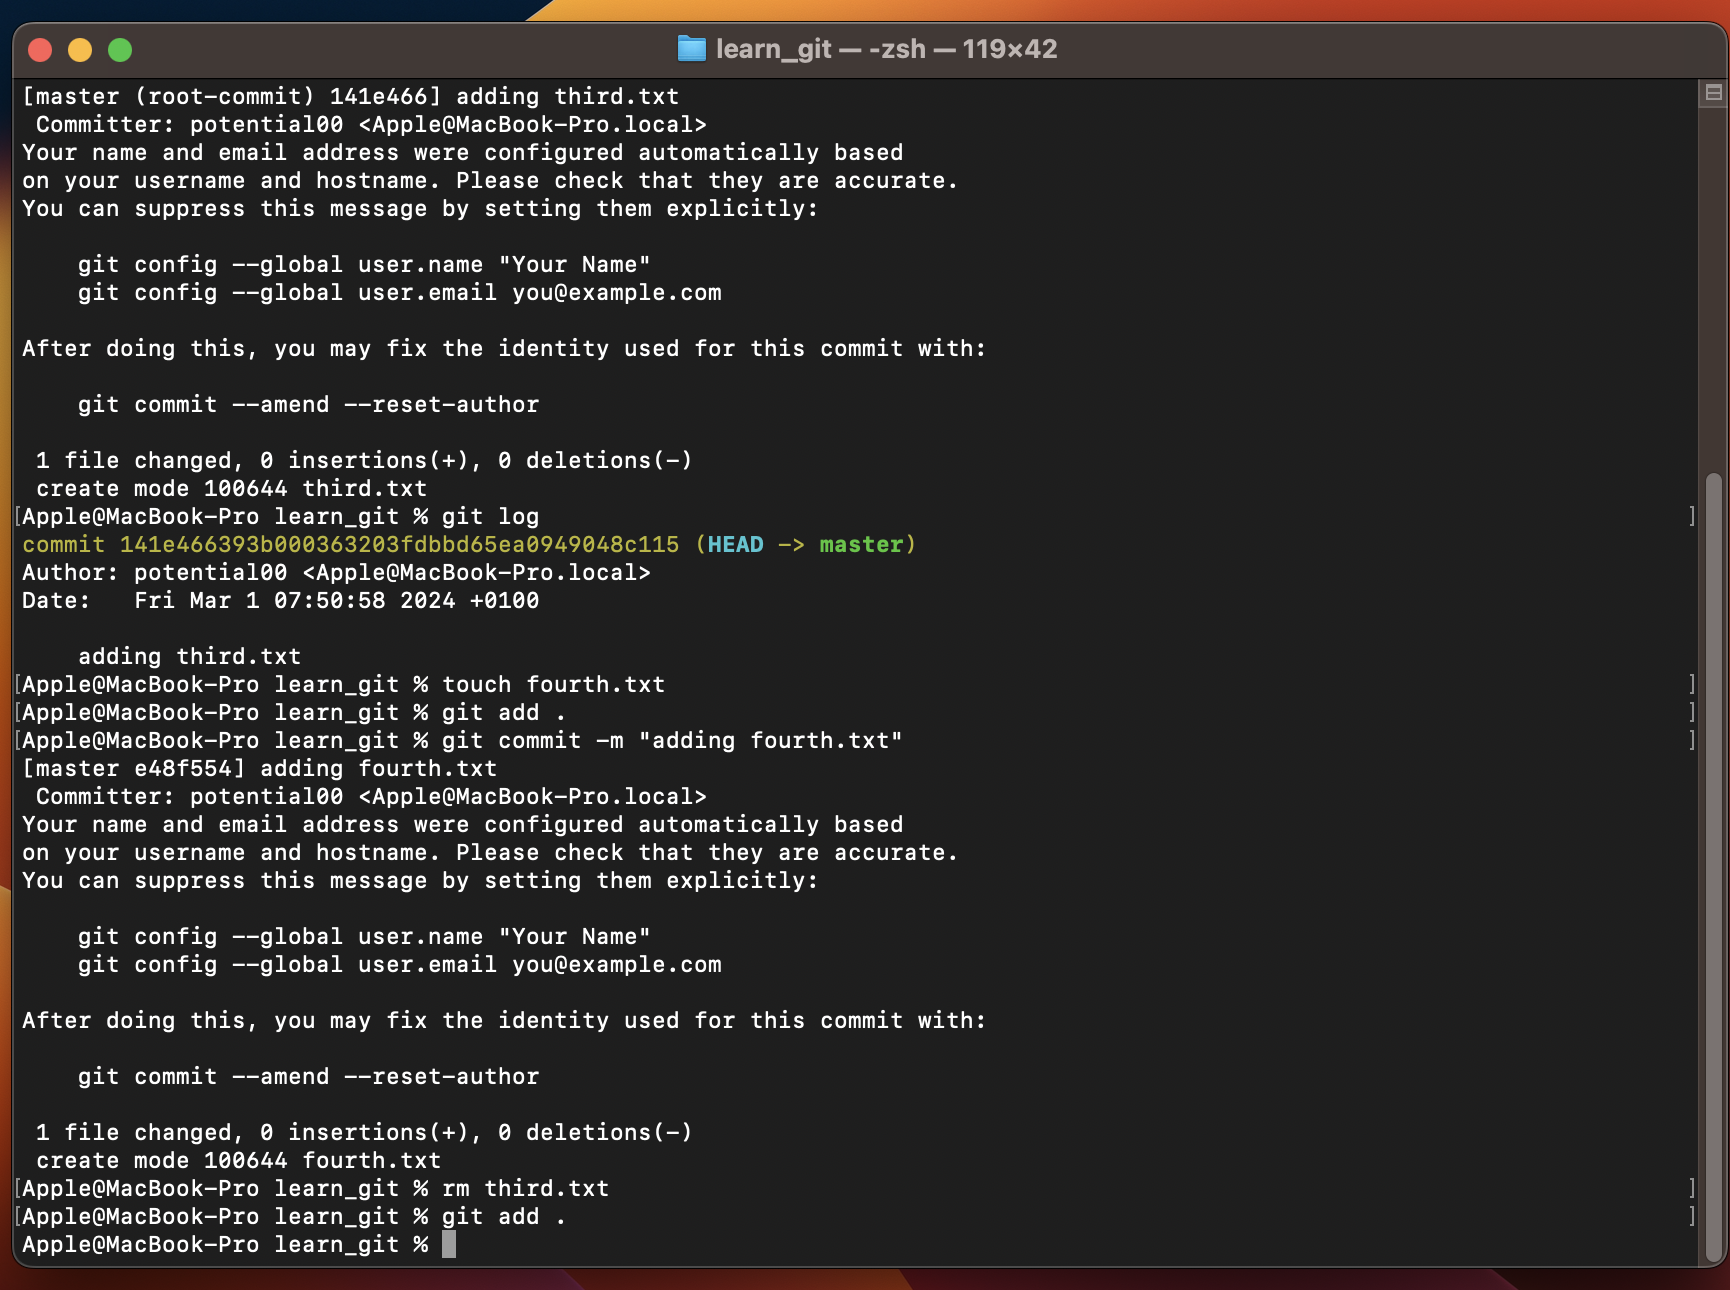 learn_git — -zsh — 119×42
[master (root-commit) 141e466] adding third.txt
 Committer: potential00 <Apple@MacBook-Pro.local>
Your name and email address were configured automatically based
on your username and hostname. Please check that they are accurate.
You can suppress this message by setting them explicitly:

    git config --global user.name "Your Name"
    git config --global user.email you@example.com

After doing this, you may fix the identity used for this commit with:

    git commit --amend --reset-author

 1 file changed, 0 insertions(+), 0 deletions(-)
 create mode 100644 third.txt
[Apple@MacBook-Pro learn_git % git log ]
commit 141e466393b000363203fdbbd65ea0949048c115 (HEAD -> master)
Author: potential00 <Apple@MacBook-Pro.local>
Date:   Fri Mar 1 07:50:58 2024 +0100

    adding third.txt
[Apple@MacBook-Pro learn_git % touch fourth.txt ]
[Apple@MacBook-Pro learn_git % git add . ]
[Apple@MacBook-Pro learn_git % git commit -m "adding fourth.txt" ]
[master e48f554] adding fourth.txt
 Committer: potential00 <Apple@MacBook-Pro.local>
Your name and email address were configured automatically based
on your username and hostname. Please check that they are accurate.
You can suppress this message by setting them explicitly:

    git config --global user.name "Your Name"
    git config --global user.email you@example.com

After doing this, you may fix the identity used for this commit with:

    git commit --amend --reset-author

 1 file changed, 0 insertions(+), 0 deletions(-)
 create mode 100644 fourth.txt
[Apple@MacBook-Pro learn_git % rm third.txt ]
[Apple@MacBook-Pro learn_git % git add . ]
Apple@MacBook-Pro learn_git %